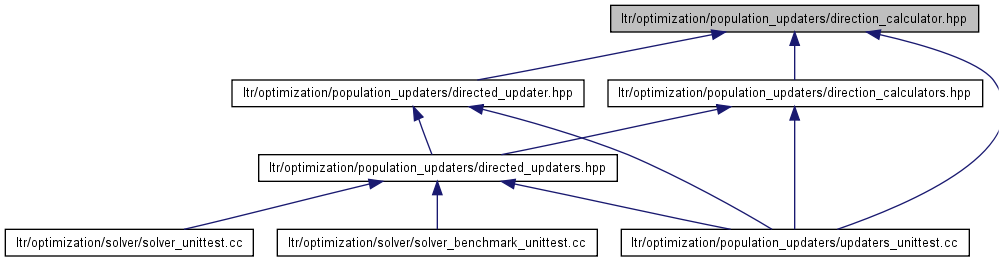 ltr/optimization/population_updaters/direction_calculator.hpp
ltr/optimization/population_updaters/directed_updater.hpp
ltr/optimization/population_updaters/direction_calculators.hpp
ltr/optimization/population_updaters/directed_updaters.hpp
ltr/optimization/solver/solver_unittest.cc
ltr/optimization/solver/solver_benchmark_unittest.cc
ltr/optimization/population_updaters/updaters_unittest.cc